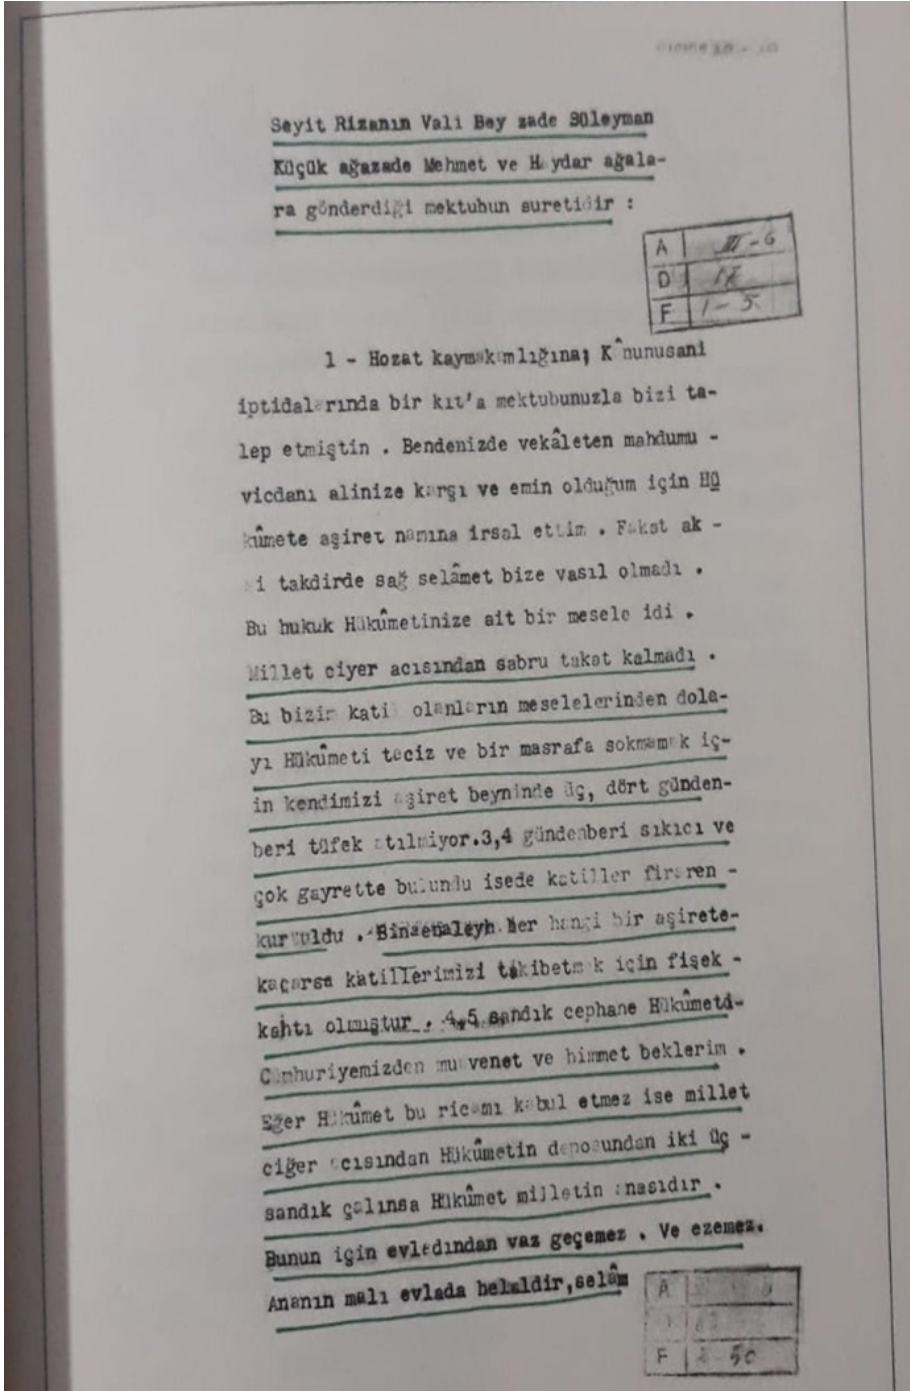 Seyit Rizanın Vali Bey zade Süleyman
Küçük ağazade Mehmet ve Haydar ağala-
ra gönderdiği mektubun suretidir :
A III-6
D
F 1-5
1 - Hozat kaymakamlığına; Kânunusani
iptidalarında bir kıt'a mektubunuzla bizi ta-
lep etmiştin . Bendenizde vekâleten mahdumu -
vicdanı alinize karşı ve emin olduğum için Hü
kûmete aşiret namına irsal ettim . Fakat ak -
si takdirde sağ selâmet bize vasıl olmadı .
Bu hukuk Hükûmetinize ait bir mesele idi .
Millet ciyer acısından sabru takat kalmadı .
Bu bizim katil olanların meselelerinden dola-
yı Hükûmeti teciz ve bir masrafa sokmamak iç-
in kendimizi aşiret beyninde üç, dört günden-
beri tüfek atılmiyor.3,4 gündenberi sıkıcı ve
çok gayrette bulundu isede katiller firaren -
kurtuldu . Binaenaleyh her hangi bir aşirete-
kaçarsa katillerimizi takibetmek için fişek -
kahtı olmuştur . 4,5 sandık cephane Hükûmeti-
Cumhuriyemizden muavenet ve himmet beklerim .
Eğer Hükûmet bu ricamı kabul etmez ise millet
ciğer acısından Hükûmetin deposundan iki üç -
sandık çalınsa Hükûmet milletin anasıdır .
Bunun için evledından vaz geçemez . Ve ezemez.
Ananın malı evlada helaldir,selâm
A
F 50